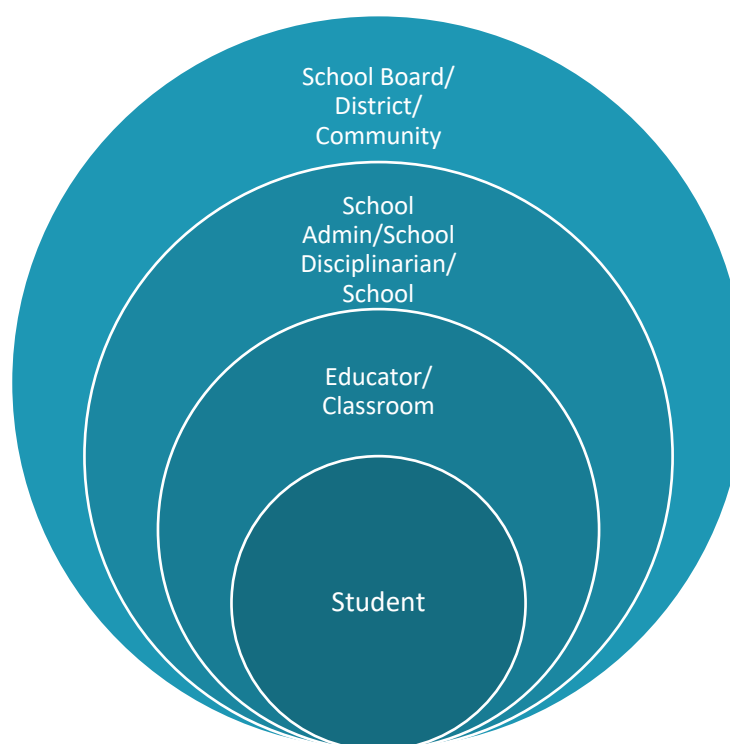 School Board/
District/
Community
School
Admin/School
Disciplinarian/
School
Educator/
Classroom
Student